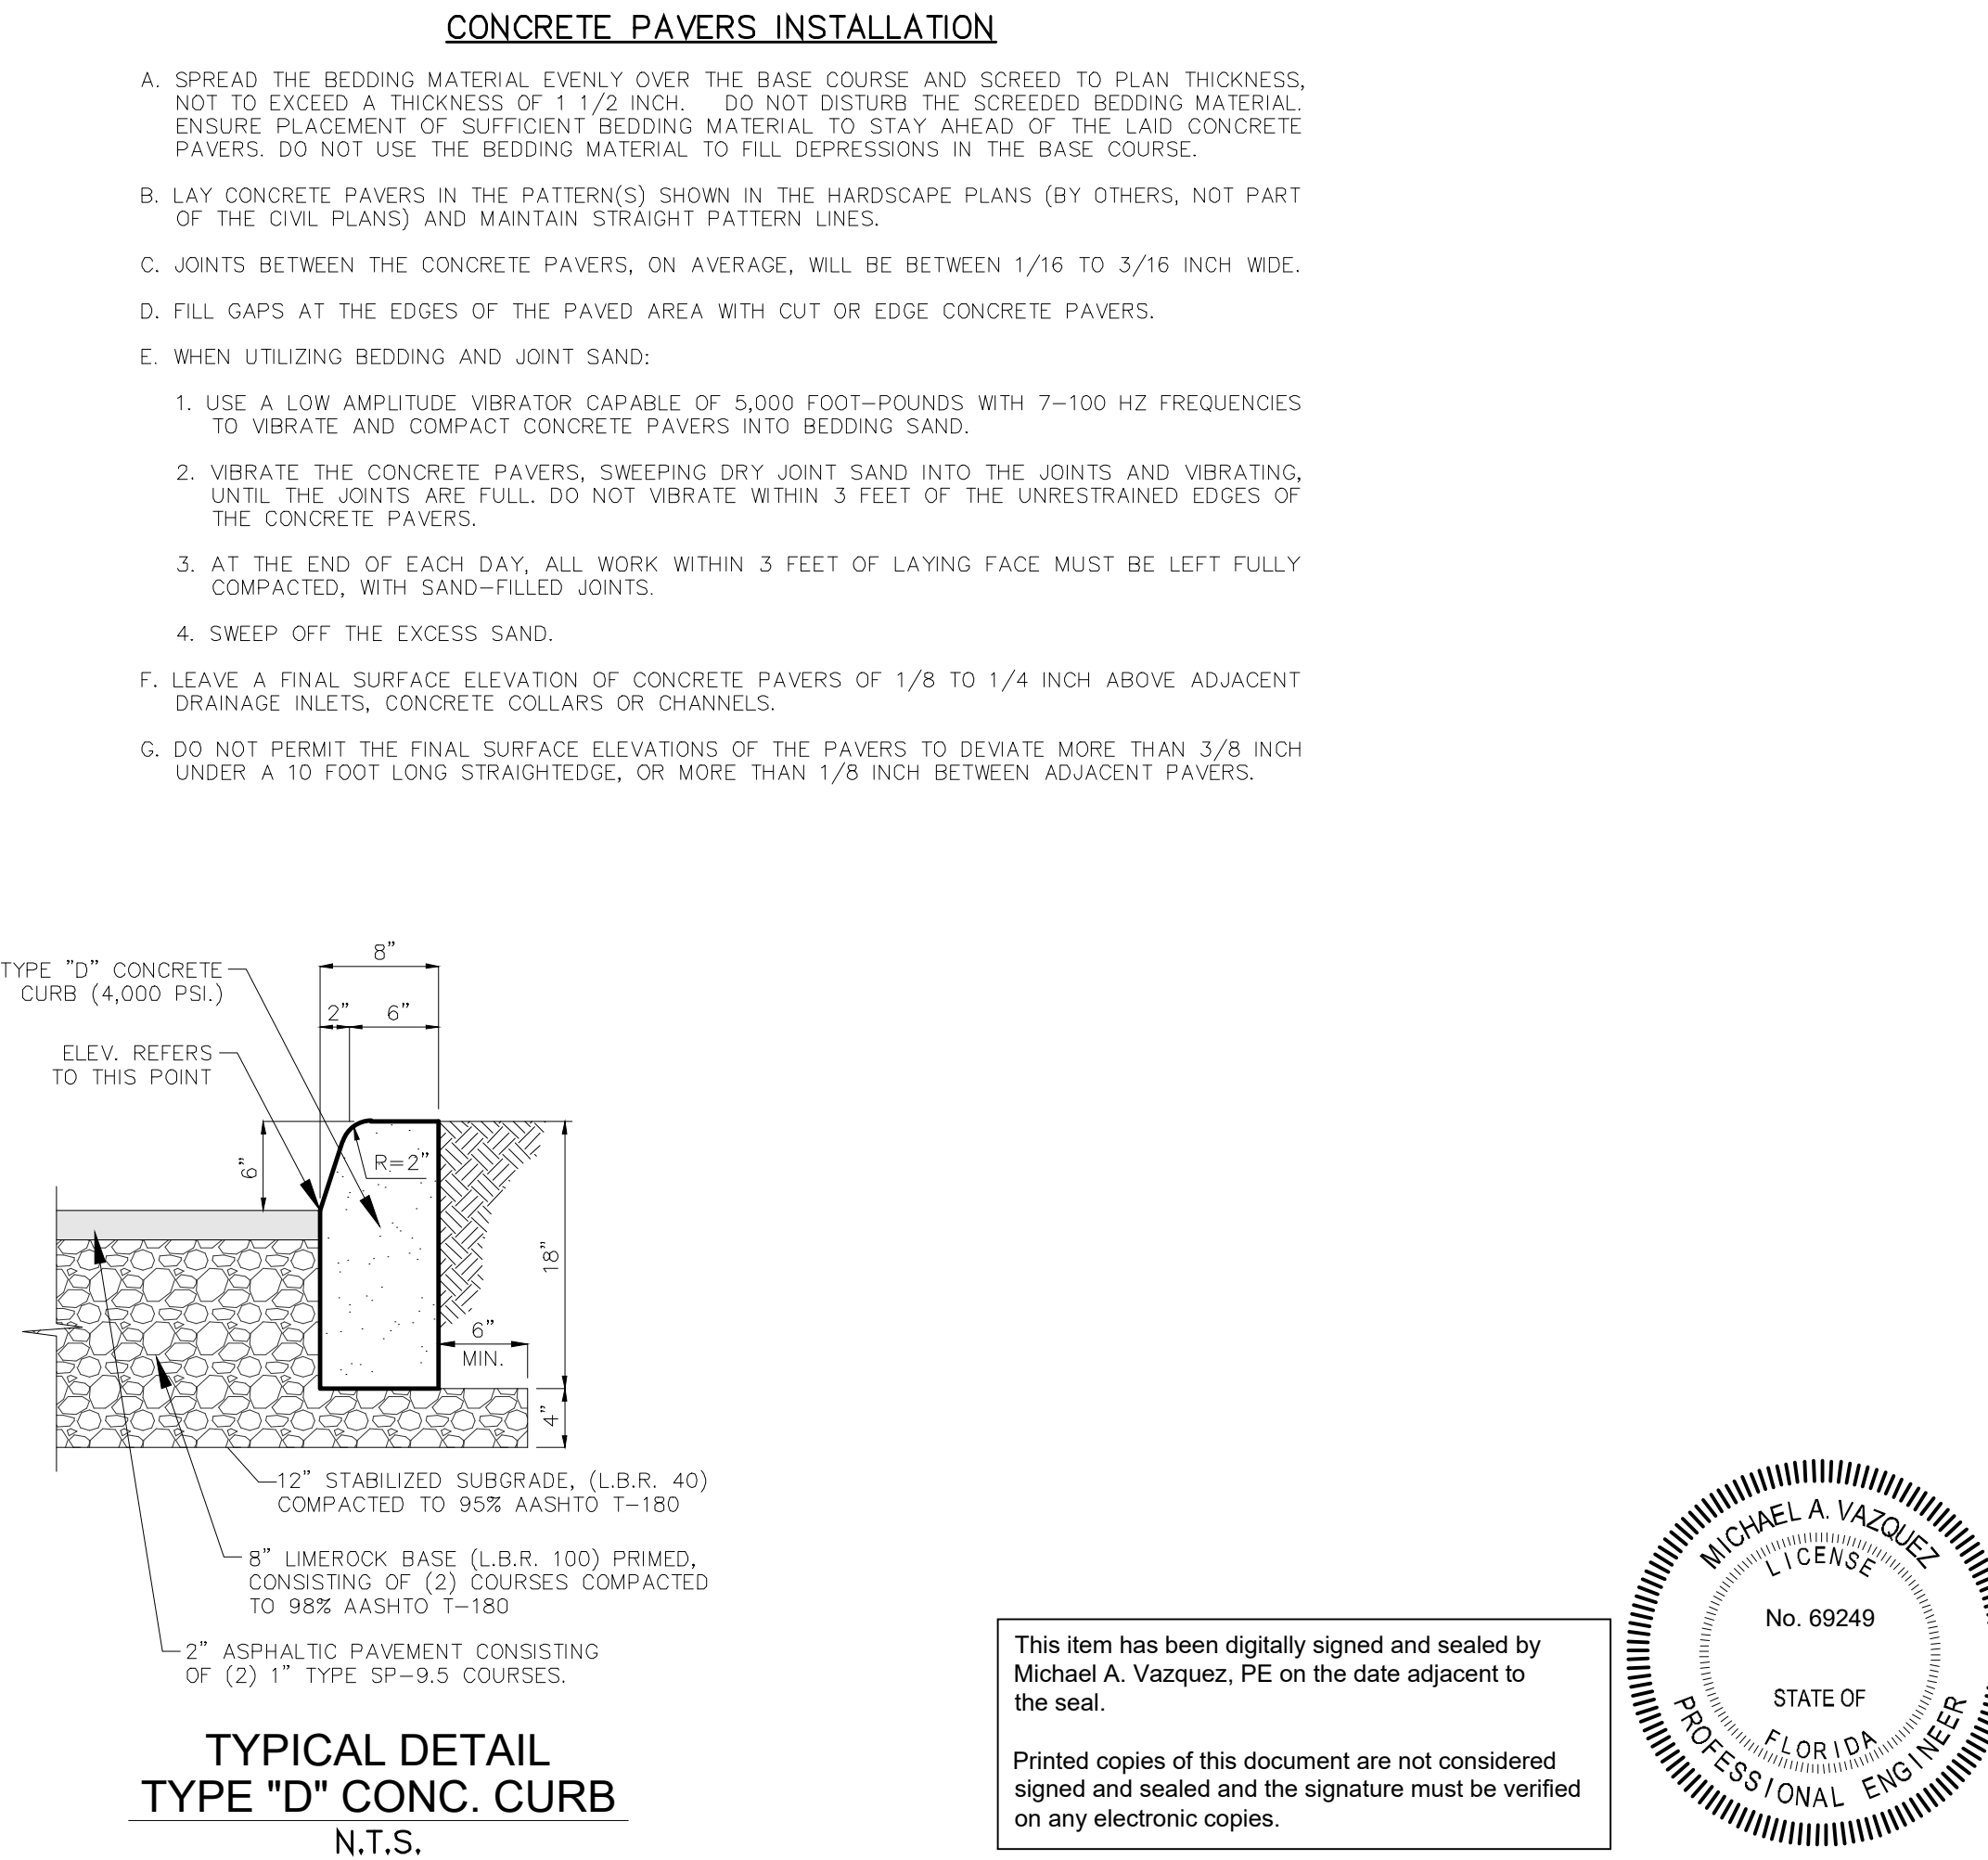 CONCRETE PAVERS INSTALLATION
A. SPREAD THE BEDDING MATERIAL EVENLY OVER THE BASE COURSE AND SCREED TO PLAN THICKNESS,
NOT TO EXCEED A THICKNESS OF 1 1/2 INCH. DO NOT DISTURB THE SCREEDED BEDDING MATERIAL.
ENSURE PLACEMENT OF SUFFICIENT BEDDING MATERIAL TO STAY AHEAD OF THE LAID CONCRETE
PAVERS. DO NOT USE THE BEDDING MATERIAL TO FILL DEPRESSIONS IN THE BASE COURSE.
B. LAY CONCRETE PAVERS IN THE PATTERN(S) SHOWN IN THE HARDSCAPE PLANS (BY OTHERS, NOT PART
OF THE CIVIL PLANS) AND MAINTAIN STRAIGHT PATTERN LINES.
C. JOINTS BETWEEN THE CONCRETE PAVERS, ON AVERAGE, WILL BE BETWEEN 1/16 TO 3/16 INCH WIDE.
D. FILL GAPS AT THE EDGES OF THE PAVED AREA WITH CUT OR EDGE CONCRETE PAVERS.
E. WHEN UTILIZING BEDDING AND JOINT SAND:
1. USE A LOW AMPLITUDE VIBRATOR CAPABLE OF 5,000 FOOT-POUNDS WITH 7-100 HZ FREQUENCIES
TO VIBRATE AND COMPACT CONCRETE PAVERS INTO BEDDING SAND.
2. VIBRATE THE CONCRETE PAVERS, SWEEPING DRY JOINT SAND INTO THE JOINTS AND VIBRATING,
UNTIL THE JOINTS ARE FULL. DO NOT VIBRATE WITHIN 3 FEET OF THE UNRESTRAINED EDGES OF
THE CONCRETE PAVERS.
3. AT THE END OF EACH DAY, ALL WORK WITHIN 3 FEET OF LAYING FACE MUST BE LEFT FULLY
COMPACTED, WITH SAND-FILLED JOINTS.
4. SWEEP OFF THE EXCESS SAND.
F. LEAVE A FINAL SURFACE ELEVATION OF CONCRETE PAVERS OF 1/8 TO 1/4 INCH ABOVE ADJACENT
DRAINAGE INLETS, CONCRETE COLLARS OR CHANNELS.
G. DO NOT PERMIT THE FINAL SURFACE ELEVATIONS OF THE PAVERS TO DEVIATE MORE THAN 3/8 INCH
UNDER A 10 FOOT LONG STRAIGHTEDGE, OR MORE THAN 1/8 INCH BETWEEN ADJACENT PAVERS.
8"
TYPE "D" CONCRETE
CURB (4,000 PSI.)
2" 6"
ELEV. REFERS
TO THIS POINT
6"
R=2"
18"
6"
MIN.
4"
12" STABILIZED SUBGRADE, (L.B.R. 40)
COMPACTED TO 95% AASHTO T-180
8" LIMEROCK BASE (L.B.R. 100) PRIMED,
CONSISTING OF (2) COURSES COMPACTED
TO 98% AASHTO T-180
2" ASPHALTIC PAVEMENT CONSISTING
OF (2) 1" TYPE SP-9.5 COURSES.
TYPICAL DETAIL
TYPE "D" CONC. CURB
N.T.S.
This item has been digitally signed and sealed by
Michael A. Vazquez, PE on the date adjacent to
the seal.
Printed copies of this document are not considered
signed and sealed and the signature must be verified
on any electronic copies.
MICHAEL A. VAZQUEZ
LICENSE
No. 69249
STATE OF
FLORIDA
PROFESSIONAL ENGINEER